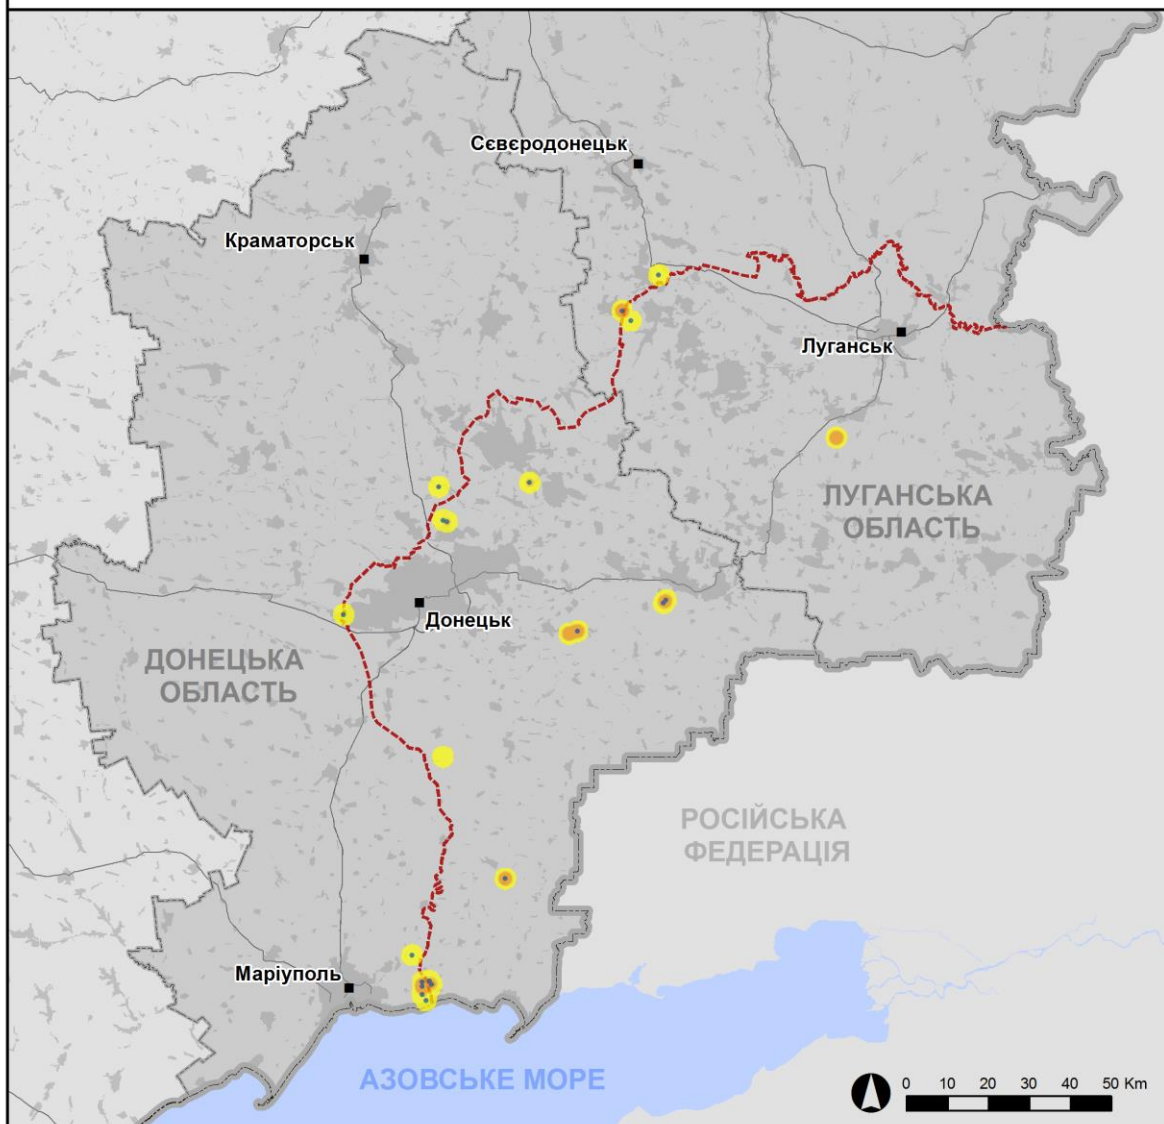 Сєвєродонецьк
Краматорськ
Луганськ
ЛУГАНСЬКА
ОБЛАСТЬ
Донецьк
ДОНЕЦЬКА
ОБЛАСТЬ
РОСІЙСЬКА
ФЕДЕРАЦІЯ
Маріуполь
АЗОВСЬКЕ МОРЕ
0 10 20 30 40 50 Km